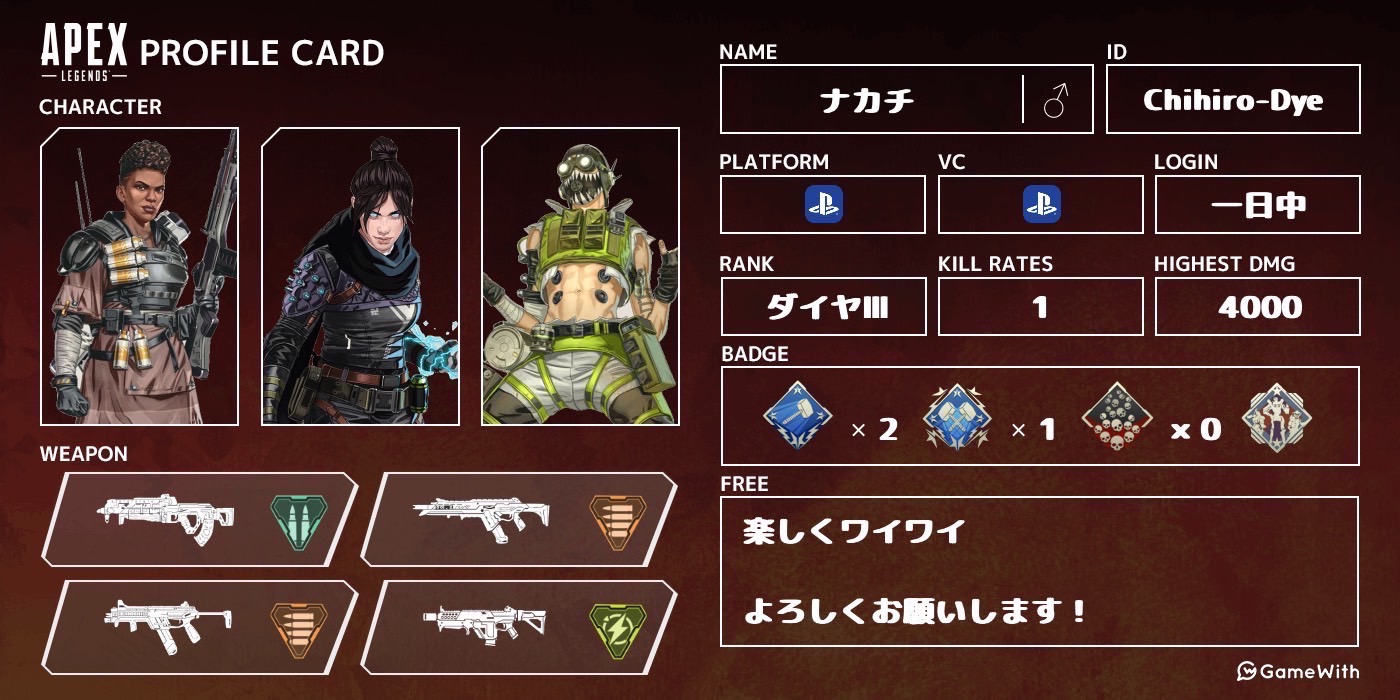 APEX
LEGENDS
PROFILE CARD
CHARACTER
WEAPON
NAME
ナカチ
♂
ID
Chihiro-Dye
PLATFORM
VC
LOGIN
一日中
RANK
ダイヤIII
KILL RATES
1
HIGHEST DMG
4000
BADGE
× 2
× 1
x 0
FREE
楽しくワイワイ
よろしくお願いします！
GameWith